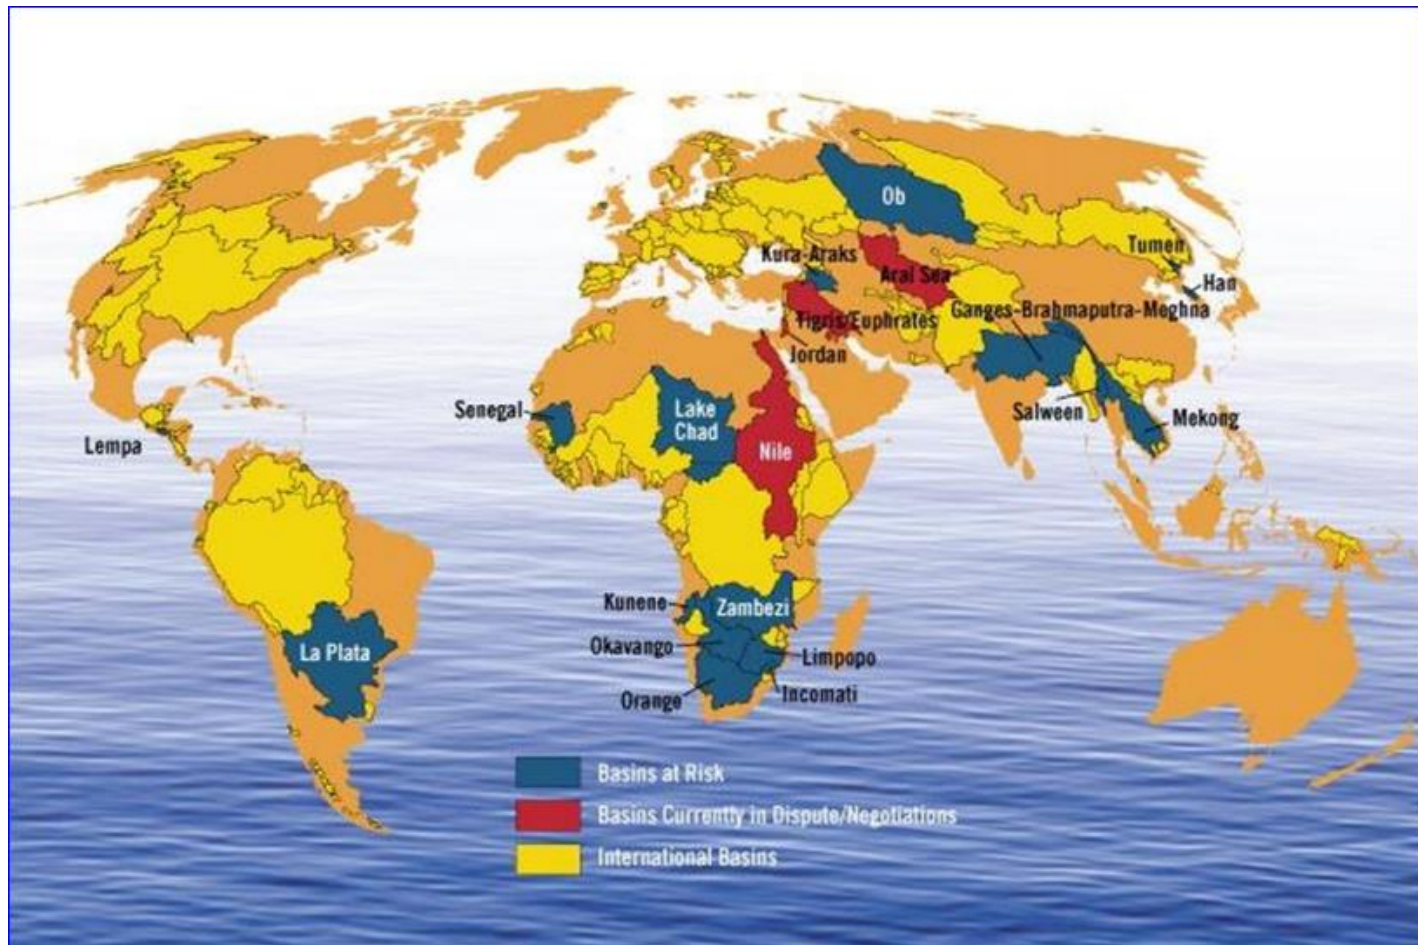 Ob
Tumen
Kura-Araks
Aral Sea
Han
Ganges-Brahmaputra-Meghna
Tigris/Euphrates
Jordan
Senegal
Lake
Chad
Salween
Mekong
Lempa
Nile
Kunene
Zambezi
La Plata
Okavango
Limpopo
Orange
Incomati
Basins at Risk
Basins Currently in Dispute/Negotiations
International Basins